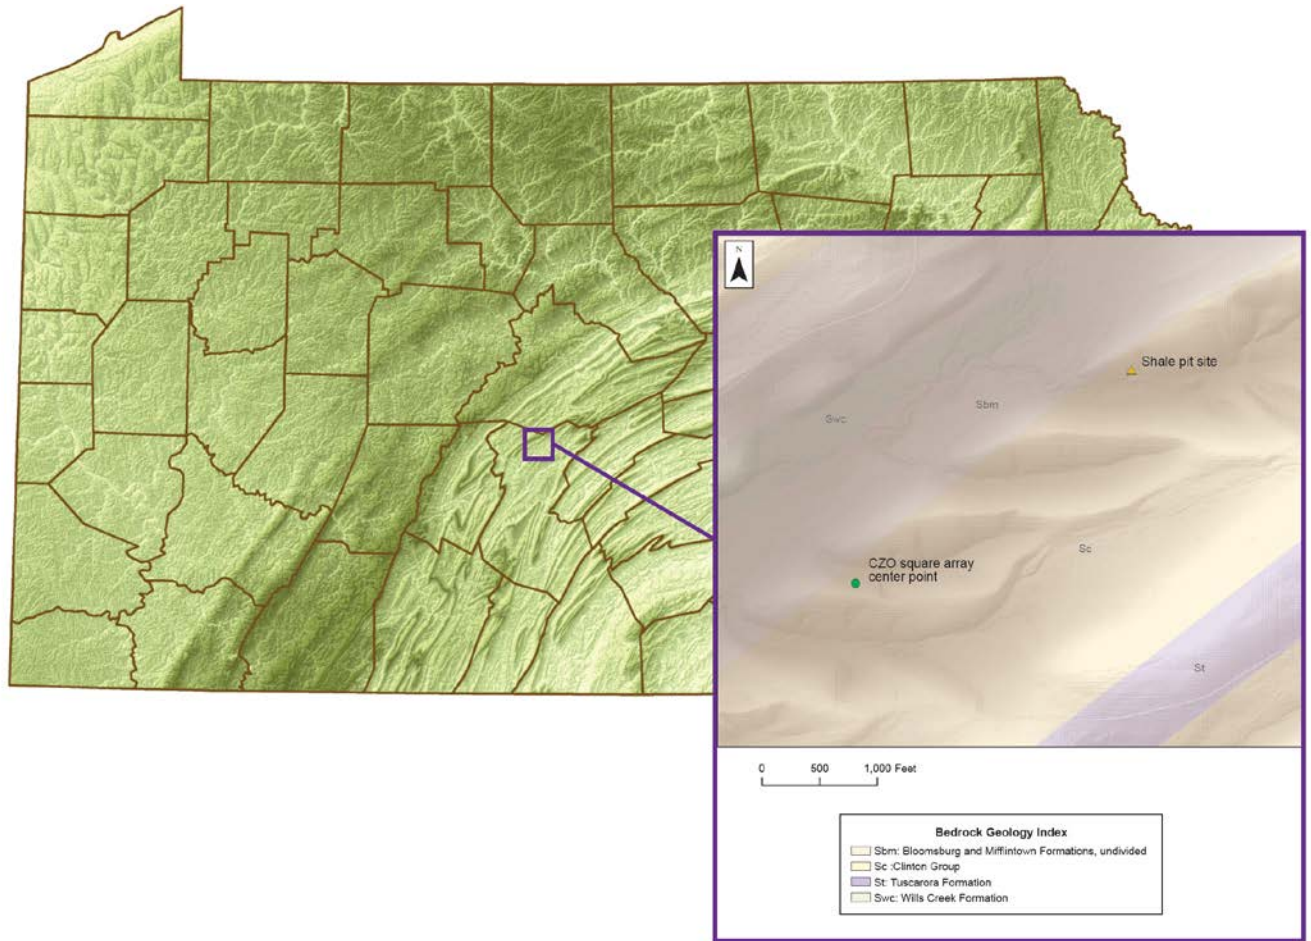 N
Shale pit site
Sbm
Swc
Sc
CZO square array
center point
St
0 500 1,000 Feet
Bedrock Geology Index
Sbm: Bloomsburg and Mifflintown Formations, undivided
Sc :Clinton Group
St: Tuscarora Formation
Swc: Wills Creek Formation